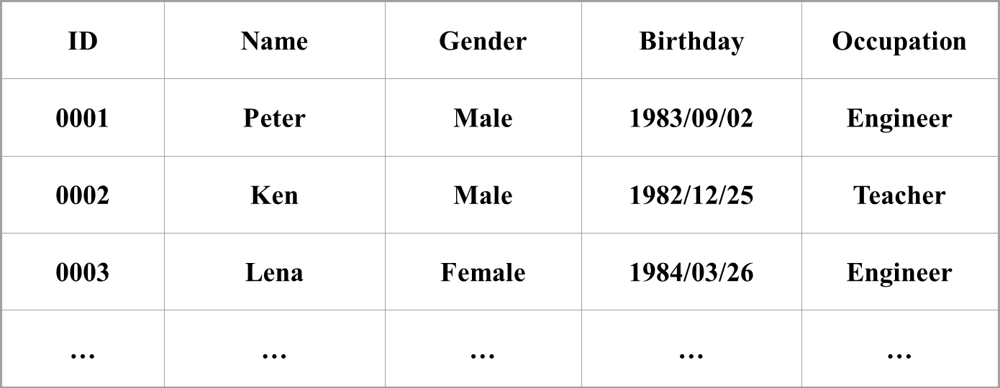 ID Name Gender Birthday Occupation
0001 Peter Male 1983/09/02 Engineer
0002 Ken Male 1982/12/25 Teacher
0003 Lena Female 1984/03/26 Engineer
… … … … …